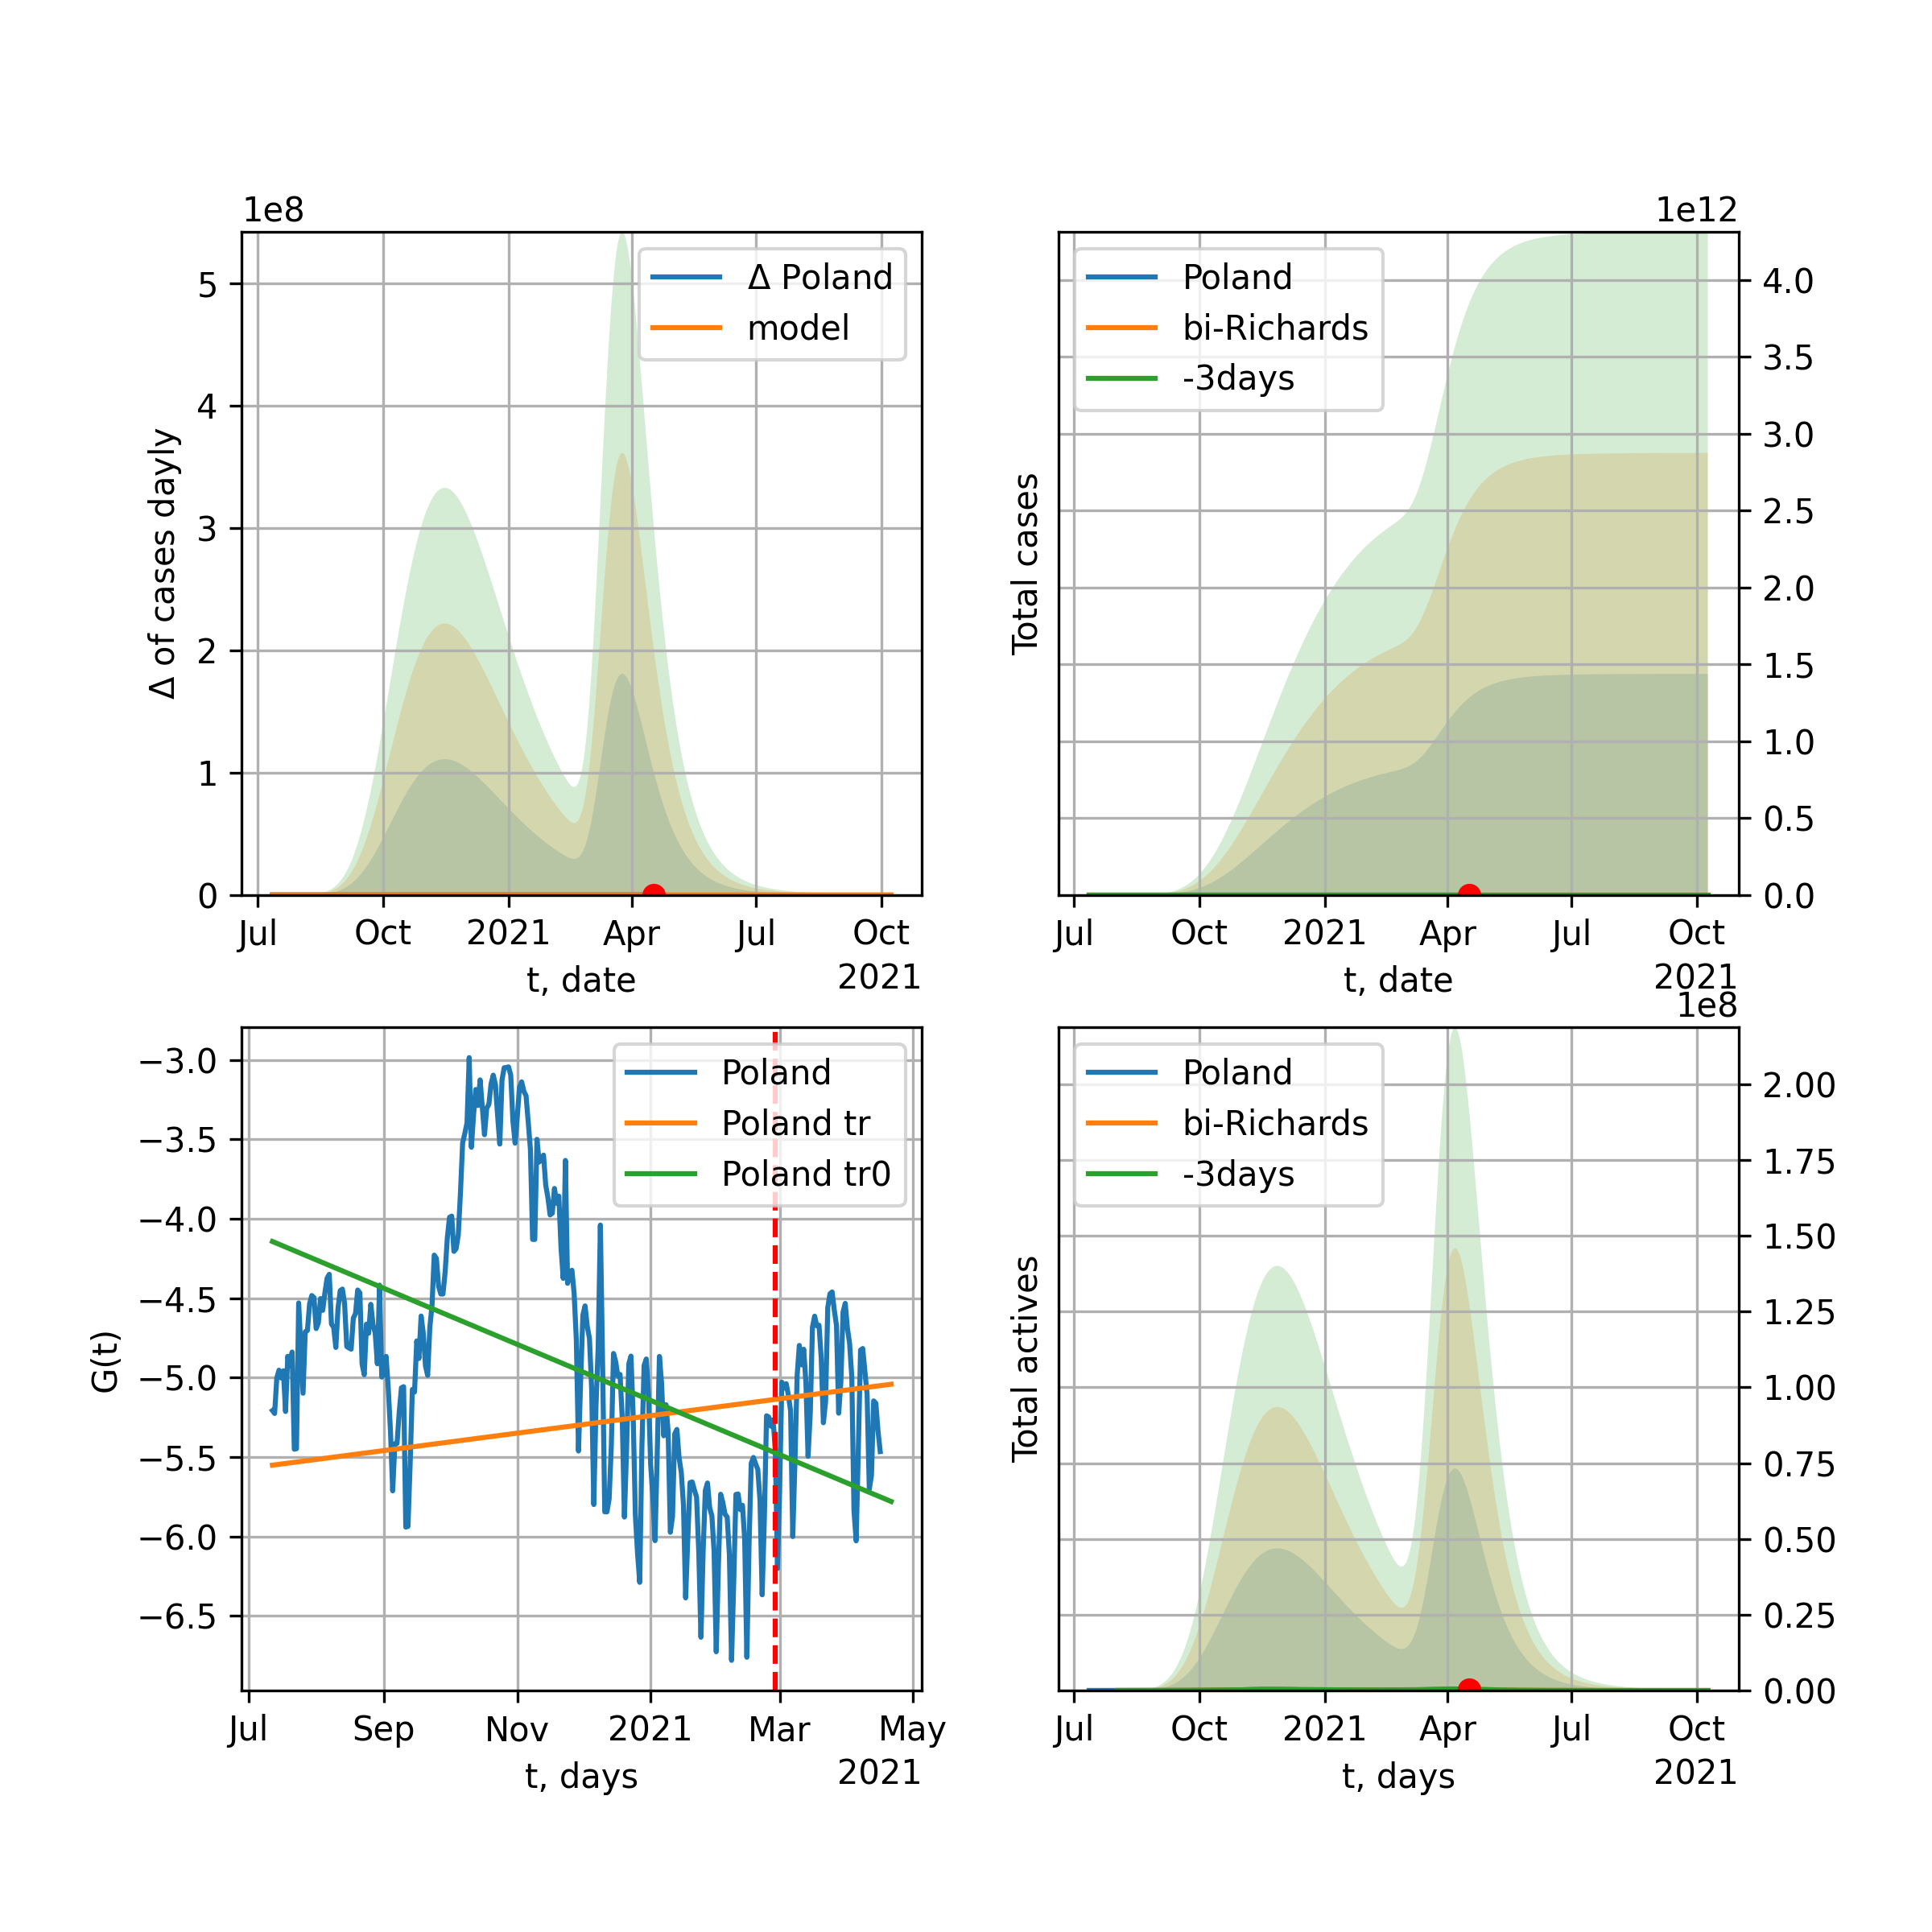 1e8
Δ of cases dayly
5
4
3
2
1
0
Δ Poland
model
Jul
Oct
2021
Apr
Jul
Oct
t, date
2021
1e12
Total cases
Poland
bi-Richards
-3days
4.0
3.5
3.0
2.5
2.0
1.5
1.0
0.5
0.0
Jul
Oct
2021
Apr
Jul
Oct
t, date
2021
G(t)
−3.0
−3.5
−4.0
−4.5
−5.0
−5.5
−6.0
−6.5
Poland
Poland tr
Poland tr0
Jul
Sep
Nov
2021
Mar
May
t, days
2021
1e8
Total actives
Poland
bi-Richards
-3days
2.00
1.75
1.50
1.25
1.00
0.75
0.50
0.25
0.00
Jul
Oct
2021
Apr
Jul
Oct
t, days
2021